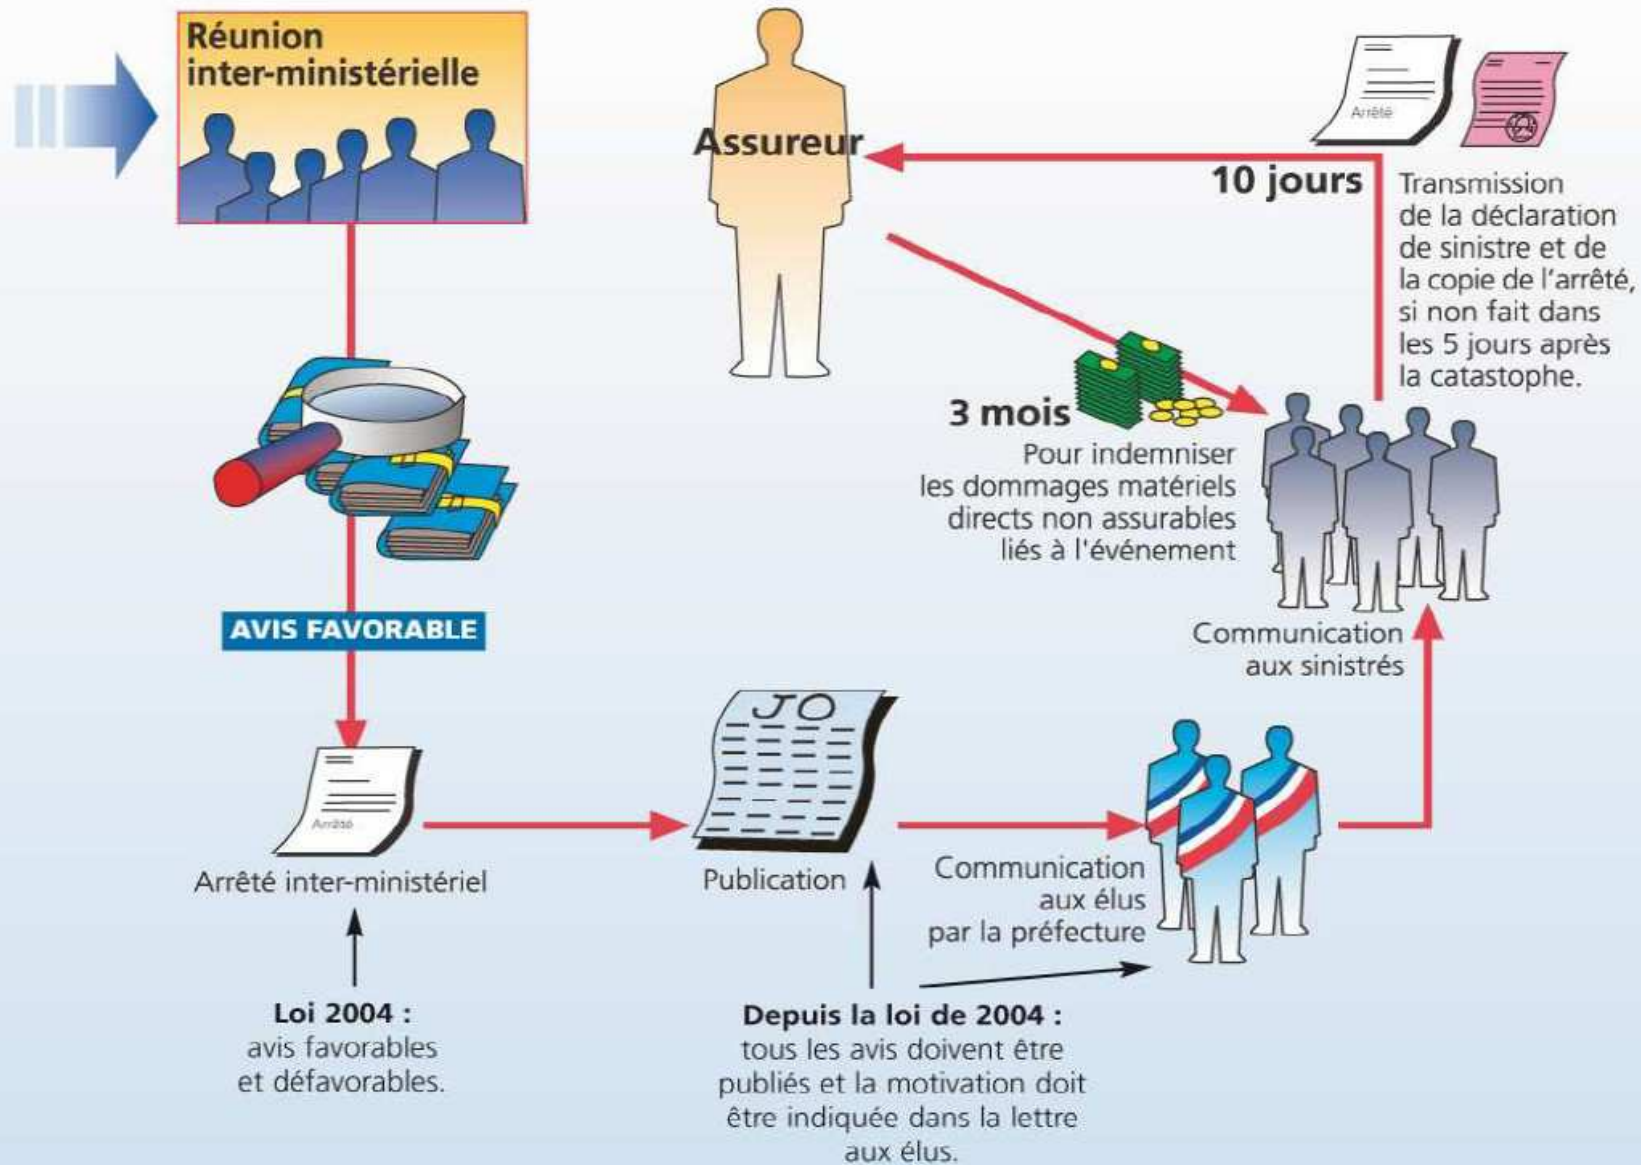 Réunion
inter-ministérielle
Assureur
Arrêté
10 jours
Transmission
de la déclaration
de sinistre et de
la copie de l'arrêté,
si non fait dans
les 5 jours après
la catastrophe.
3 mois
Pour indemniser
les dommages matériels
directs non assurables
liés à l'événement
AVIS FAVORABLE
Communication
aux sinistrés
JO
Arrêté
Arrêté inter-ministériel
Publication
Communication
aux élus
par la préfecture
Loi 2004 :
avis favorables
et défavorables.
Depuis la loi de 2004 :
tous les avis doivent être
publiés et la motivation doit
être indiquée dans la lettre
aux élus.